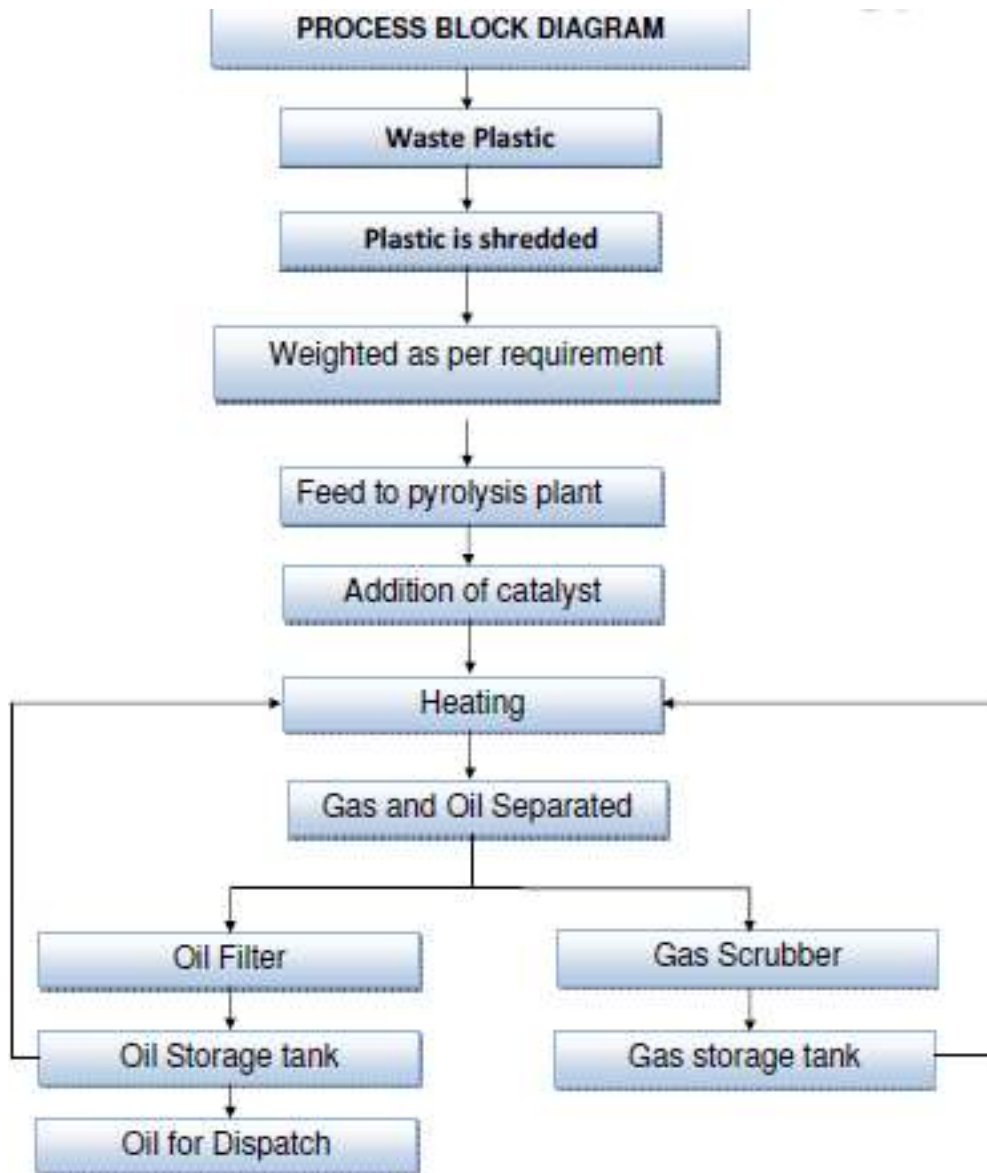 PROCESS BLOCK DIAGRAM
Waste Plastic
Plastic is shredded
Weighted as per requirement
Feed to pyrolysis plant
Addition of catalyst
Heating
Gas and Oil Separated
Oil Filter
Gas Scrubber
Oil Storage tank
Gas storage tank
Oil for Dispatch